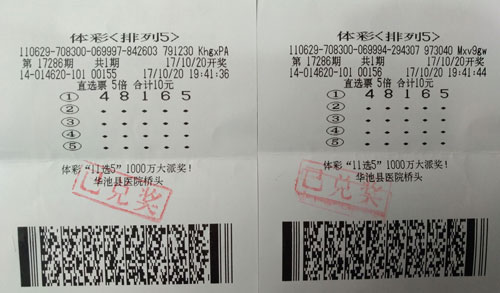 体彩<排列5>
110629-708300-069997-842603 791230 KhgxPA
第 17286期 共1期 17/10/20开奖
14-014620-101 00155 17/10/20 19:41:36
直选票 5倍 合计10元
① 4 8 1 6 5
② - - - - -
③ - - - - -
④ - - - - -
⑤ - - - - -
体彩“11选5”1000万大派奖!
华池县医院桥头
已兑奖
体彩<排列5>
110629-708300-069994-294307 973040 Mxv9gw
第 17286期 共1期 17/10/20开奖
14-014620-101 00156 17/10/20 19:41:44
直选票 5倍 合计10元
① 4 8 1 6 5
② - - - - -
③ - - - - -
④ - - - - -
⑤ - - - - -
体彩“11选5”1000万大派奖!
华池县医院桥头
已兑奖